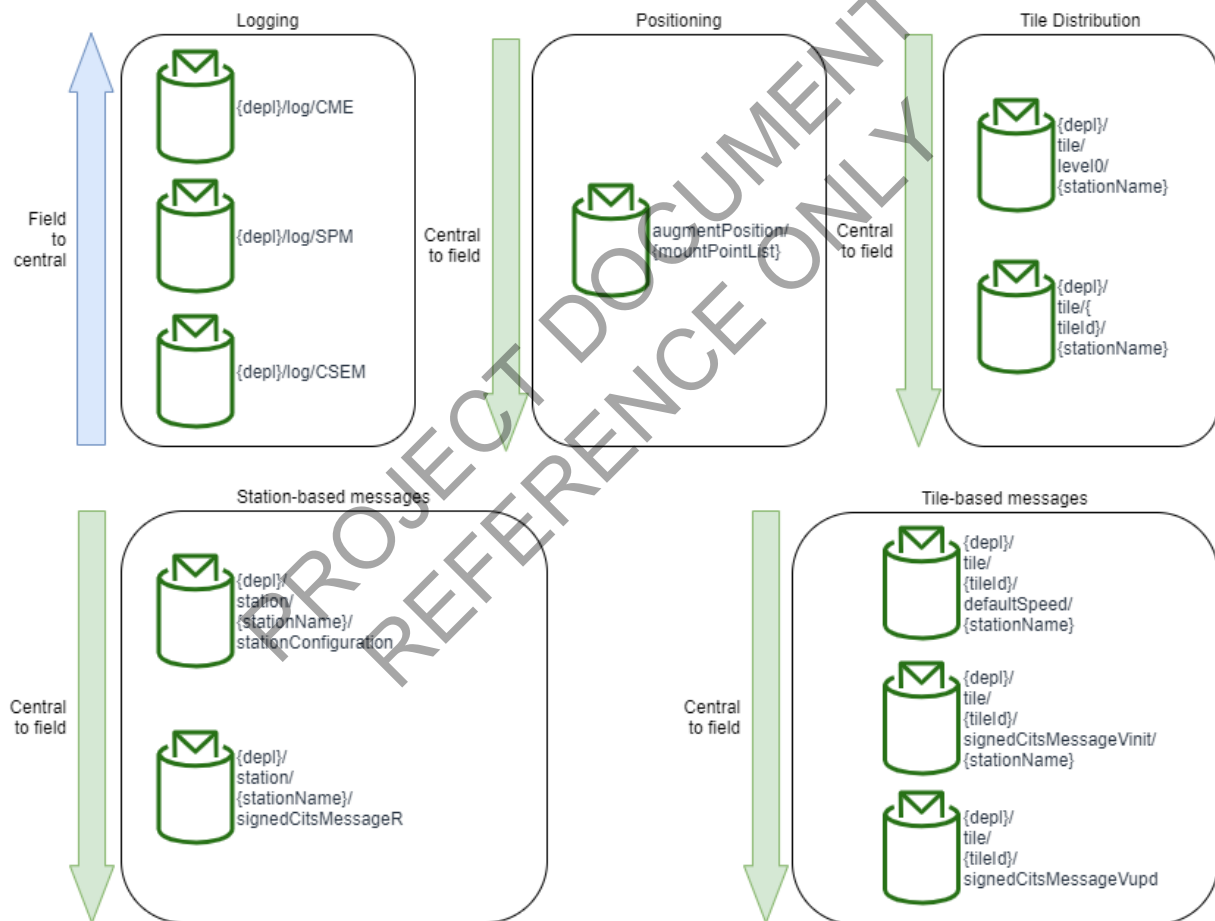 Logging
Positioning
Tile Distribution
Field
to
central
{depl}/log/CME
{depl}/log/SPM
{depl}/log/CSEM
Central
to field
augmentPosition/
{mountPointList}
Central
to field
{depl}/
tile/
level0/
{stationName}
{depl}/
tile/{
tileId}/
{stationName}
Station-based messages
Tile-based messages
Central
to field
{depl}/
station/
{stationName}/
stationConfiguration
{depl}/
station/
{stationName}/
signedCitsMessageR
Central
to field
{depl}/
tile/
{tileId}/
defaultSpeed/
{stationName}
{depl}/
tile/
{tileId}/
signedCitsMessageVinit/
{stationName}
{depl}/
tile/
{tileId}/
signedCitsMessageVupd
PROJECT DOCUMENT
REFERENCE ONLY